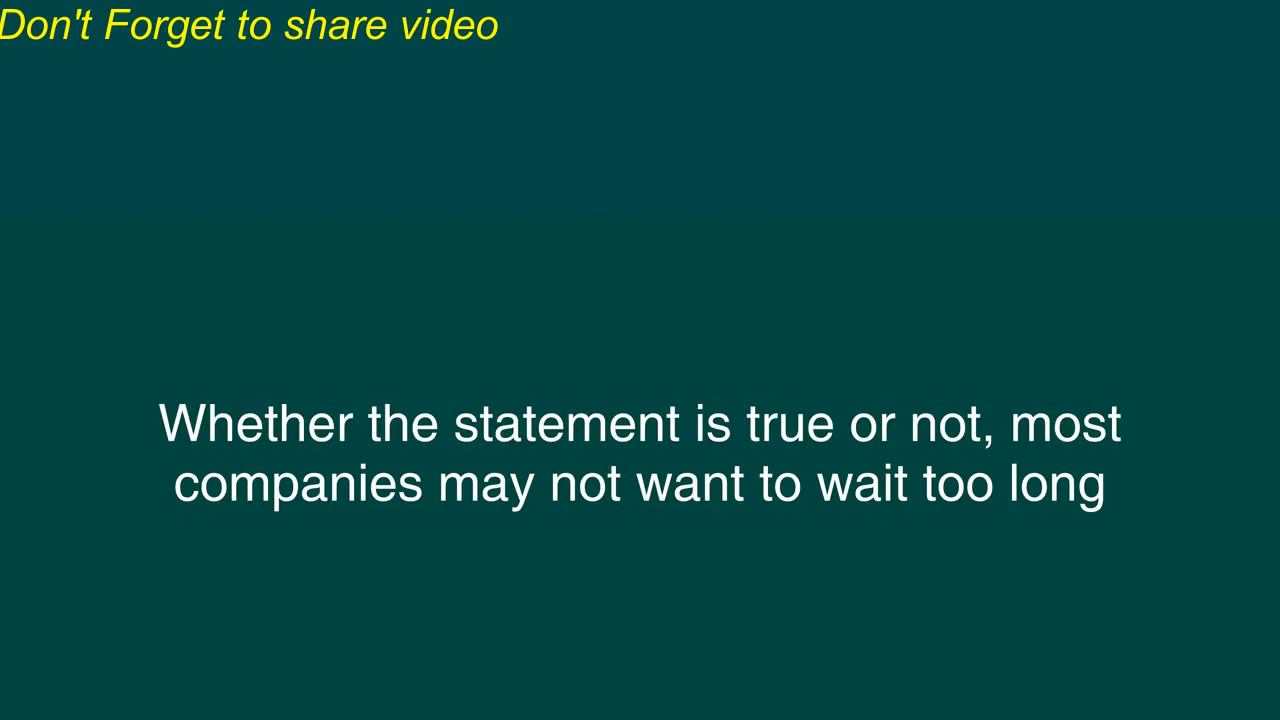 Don't Forget to share video
Whether the statement is true or not, most
companies may not want to wait too long